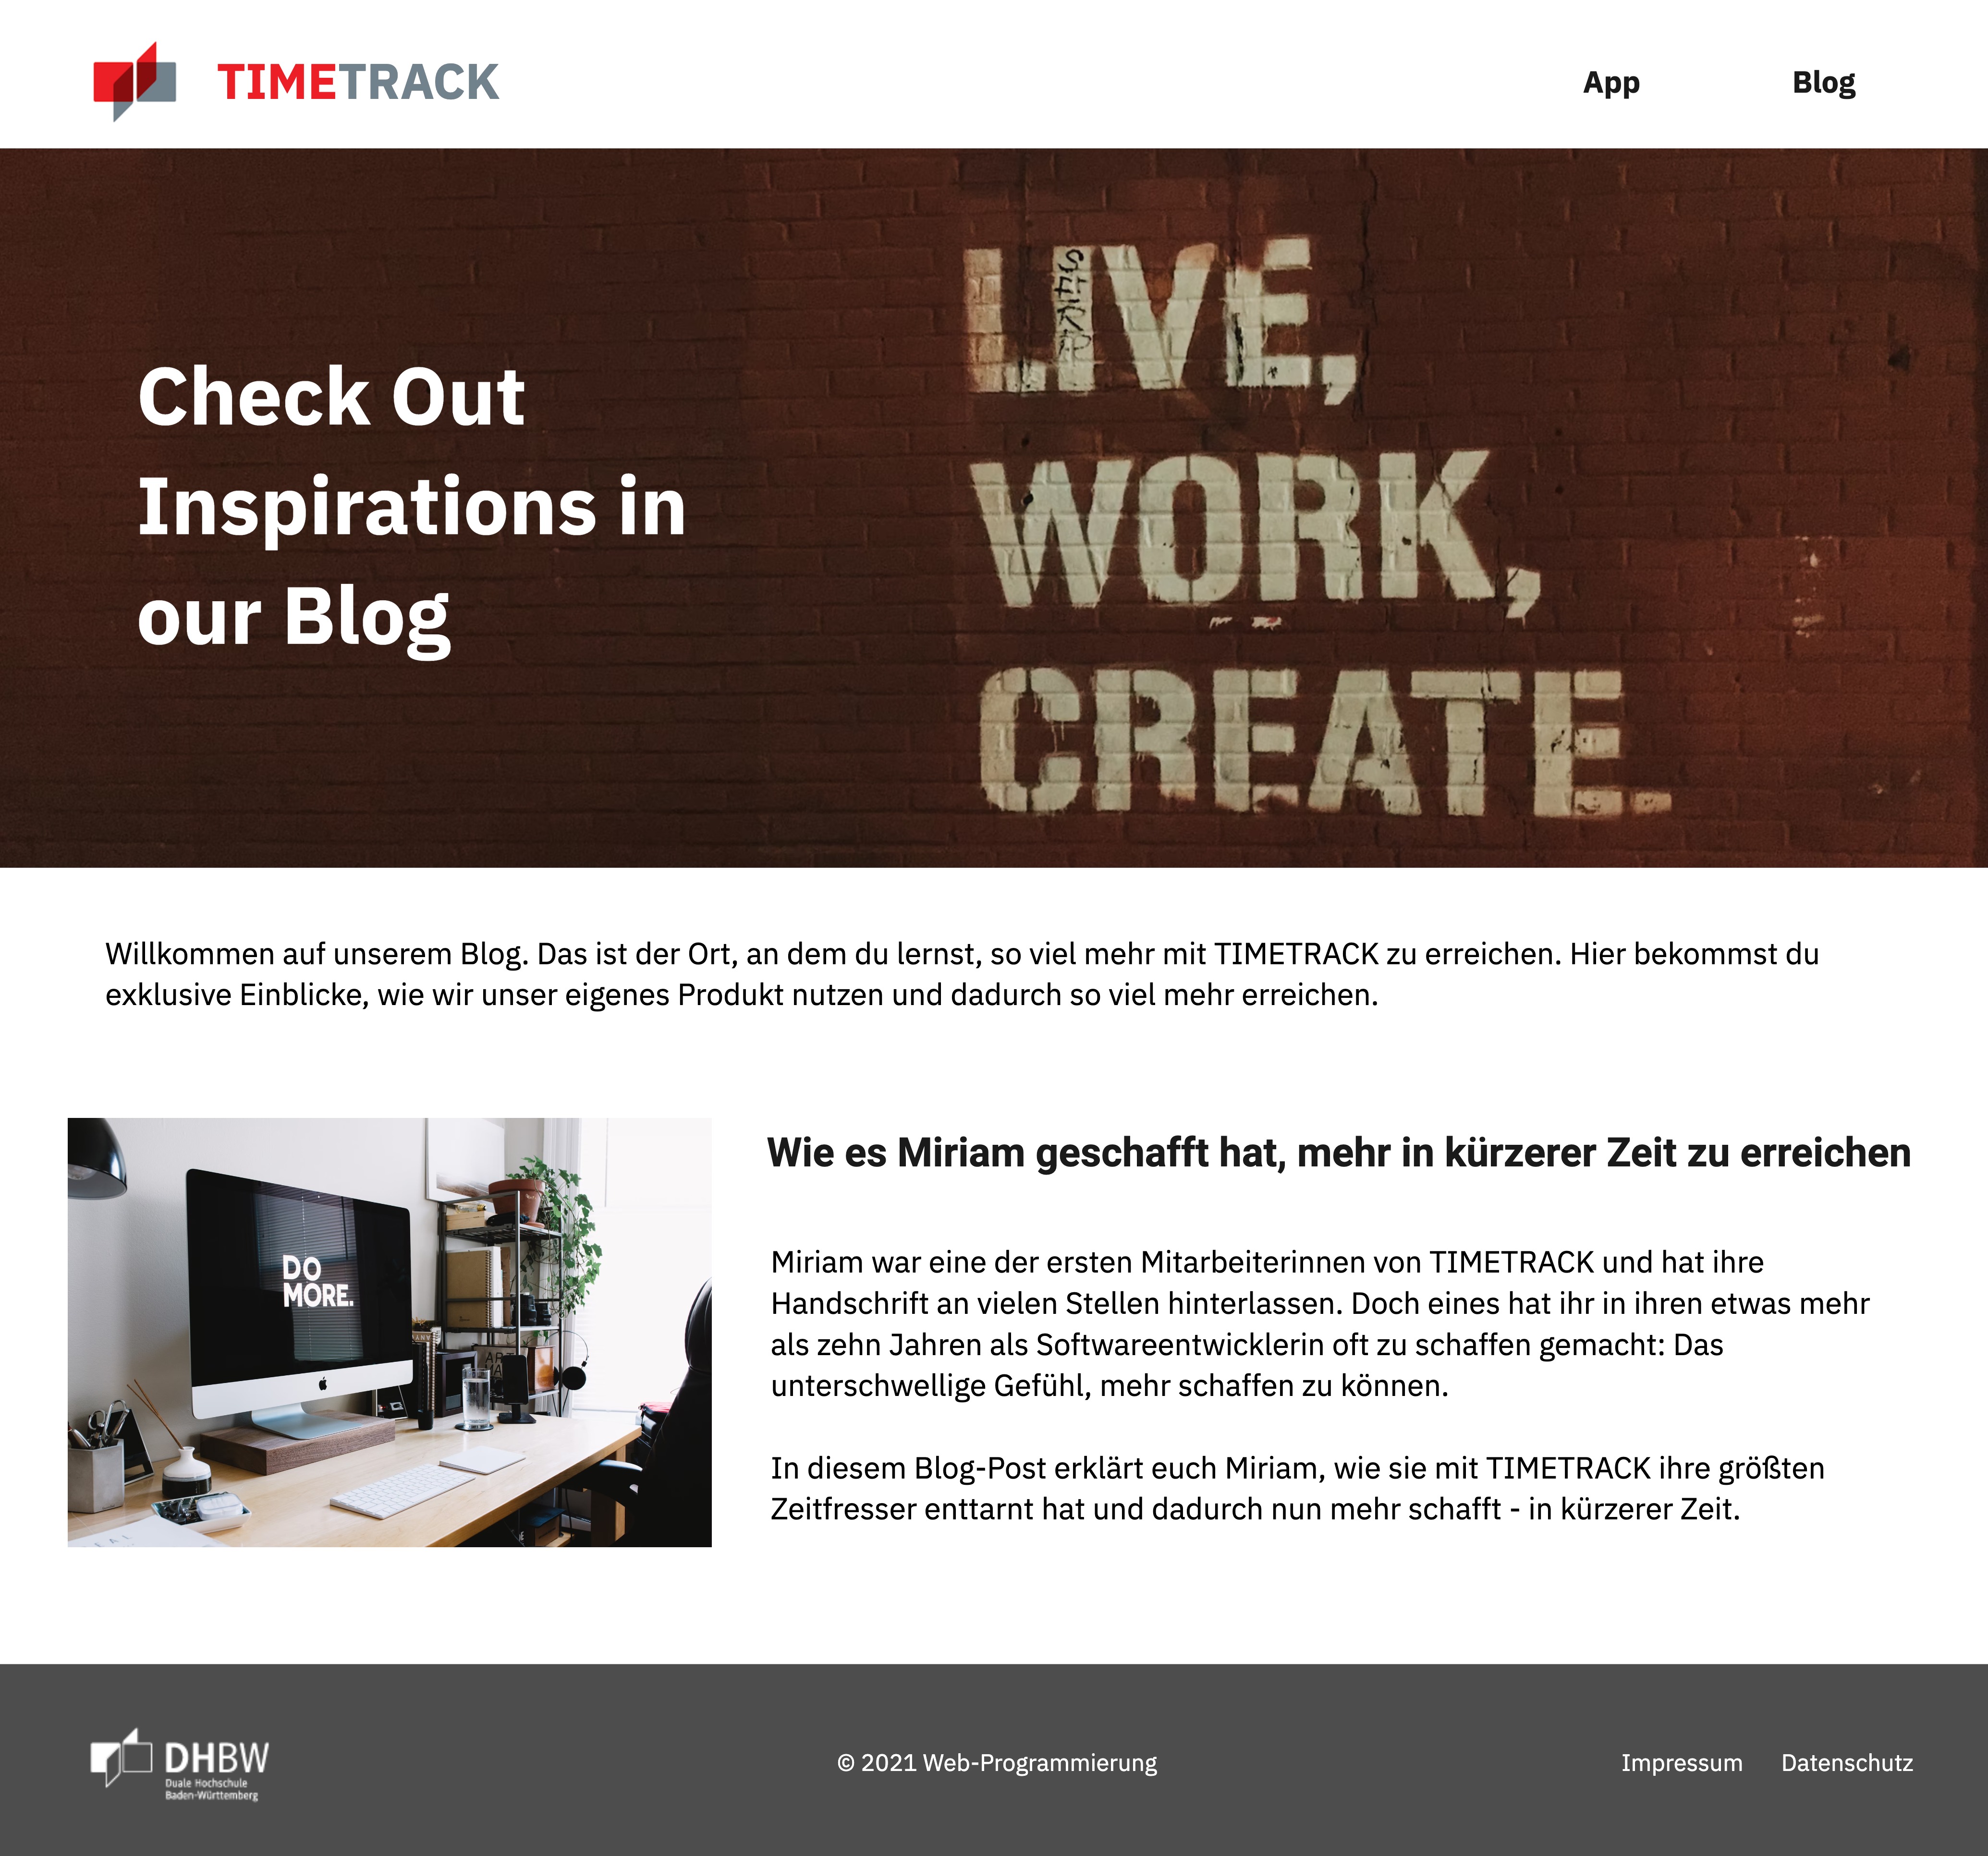 TIMETRACK
App
Blog
Check Out
Inspirations in
our Blog
LIVE,
WORK,
CREATE.
Willkommen auf unserem Blog. Das ist der Ort, an dem du lernst, so viel mehr mit TIMETRACK zu erreichen. Hier bekommst du
exklusive Einblicke, wie wir unser eigenes Produkt nutzen und dadurch so viel mehr erreichen.
DO
MORE.
Wie es Miriam geschafft hat, mehr in kürzerer Zeit zu erreichen
Miriam war eine der ersten Mitarbeiterinnen von TIMETRACK und hat ihre
Handschrift an vielen Stellen hinterlassen. Doch eines hat ihr in ihren etwas mehr
als zehn Jahren als Softwareentwicklerin oft zu schaffen gemacht: Das
unterschwellige Gefühl, mehr schaffen zu können.
In diesem Blog-Post erklärt euch Miriam, wie sie mit TIMETRACK ihre größten
Zeitfresser enttarnt hat und dadurch nun mehr schafft - in kürzerer Zeit.
DHBW
Duale Hochschule
Baden-Württemberg
© 2021 Web-Programmierung
Impressum
Datenschutz